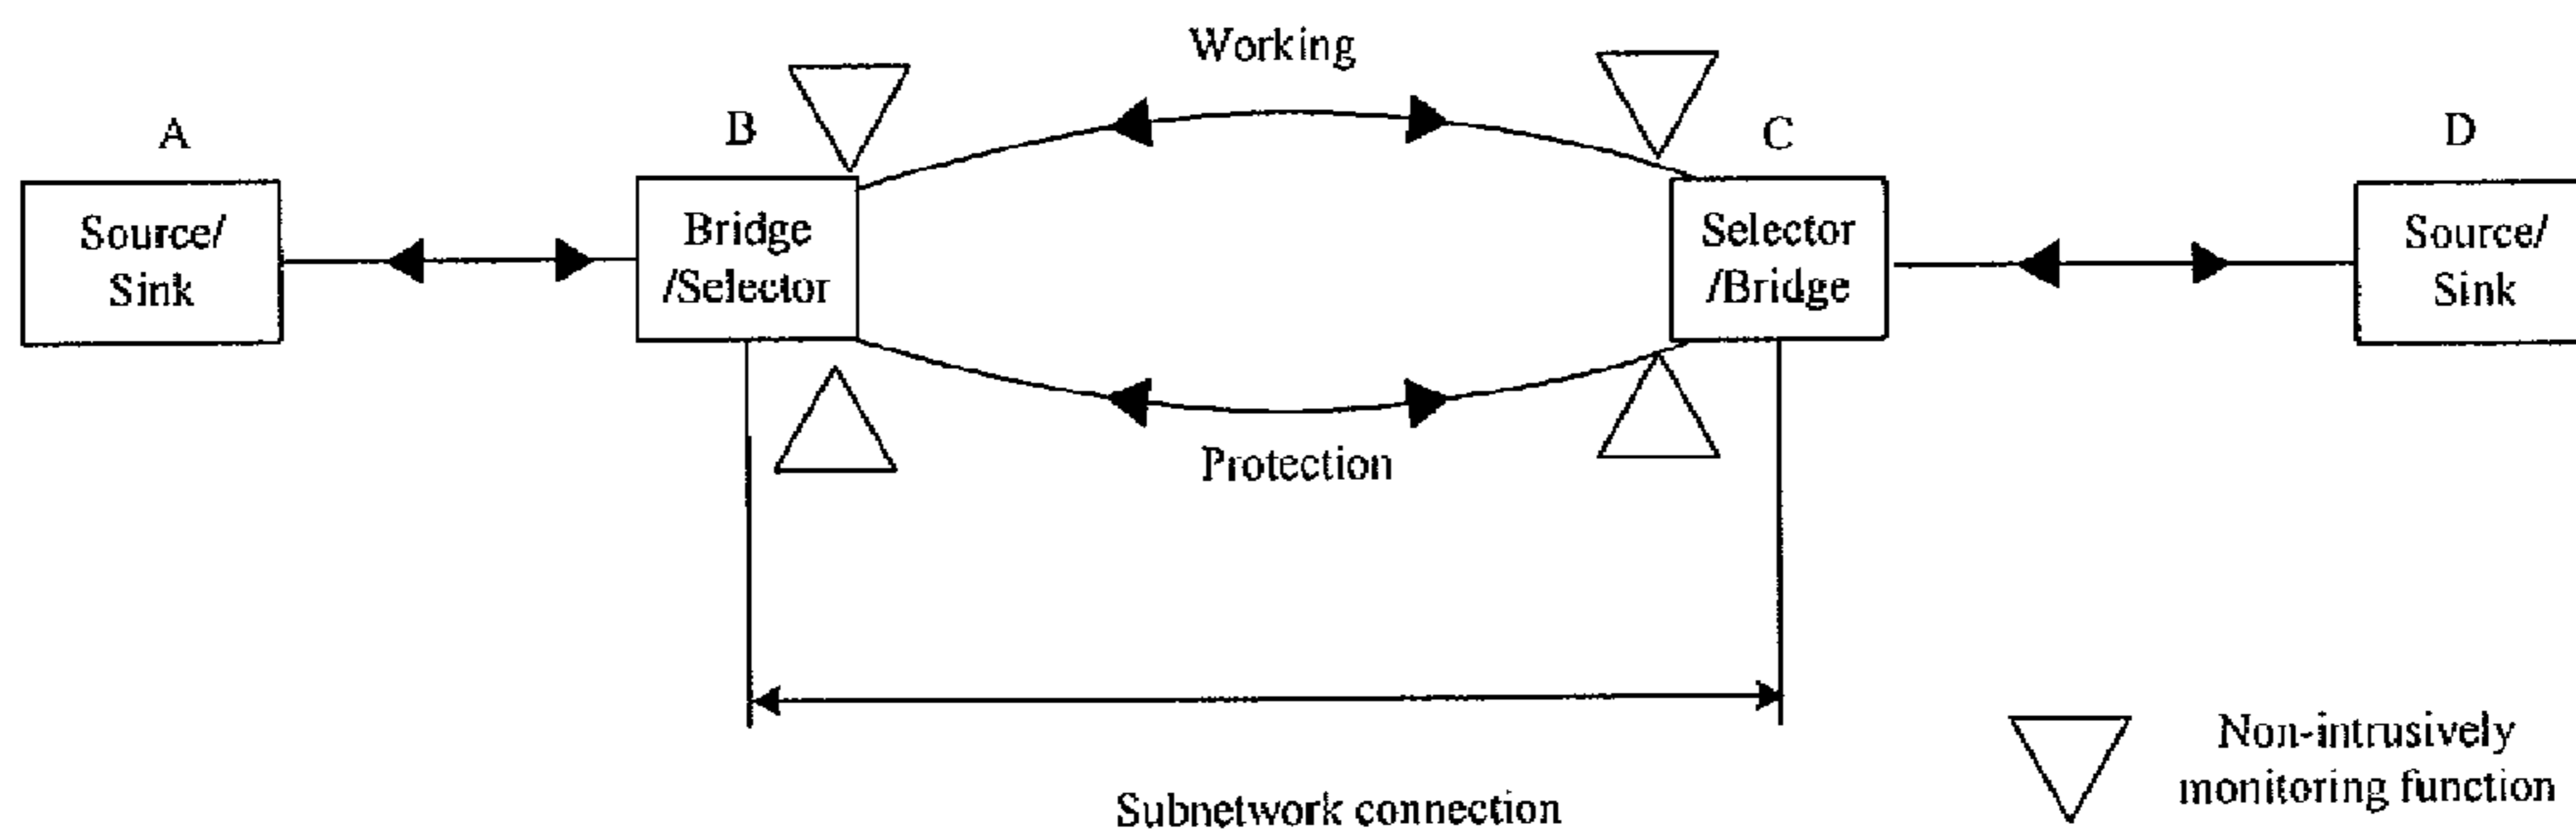 Working
A
B
C
D
Source/
Sink
Bridge
/Selector
Selector
/Bridge
Source/
Sink
Protection
Non-intrusively
monitoring function
Subnetwork connection